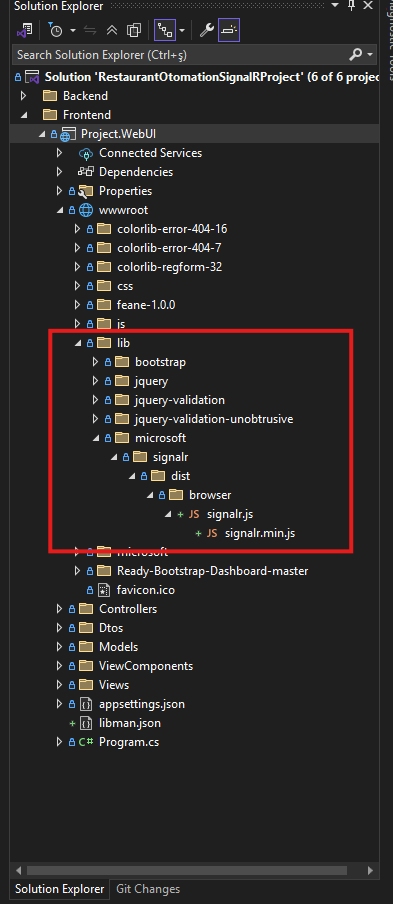 Solution Explorer
Search Solution Explorer (Ctrl+ş)
Solution 'RestaurantOtomationSignalRProject' (6 of 6 projec
Backend
Frontend
Project.WebUI
Connected Services
Dependencies
Properties
wwwroot
colorlib-error-404-16
colorlib-error-404-7
colorlib-regform-32
css
feane-1.0.0
js
lib
bootstrap
jquery
jquery-validation
jquery-validation-unobtrusive
microsoft
signalr
dist
browser
+ JS signalr.js
+ JS signalr.min.js
microsoft
Ready-Bootstrap-Dashboard-master
favicon.ico
Controllers
Dtos
Models
ViewComponents
Views
appsettings.json
+ libman.json
C# Program.cs
Solution Explorer Git Changes